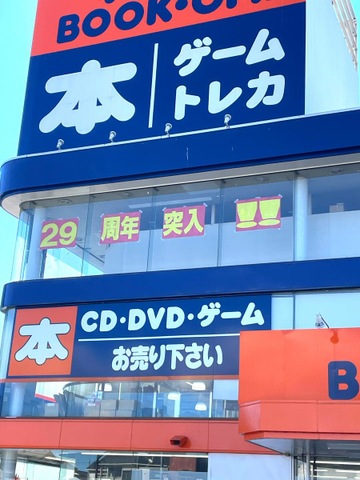 BOOK·OFF
本
ゲーム
トレカ
29 周年 突入 !!
本
CD・DVD・ゲーム
お売り下さい
B